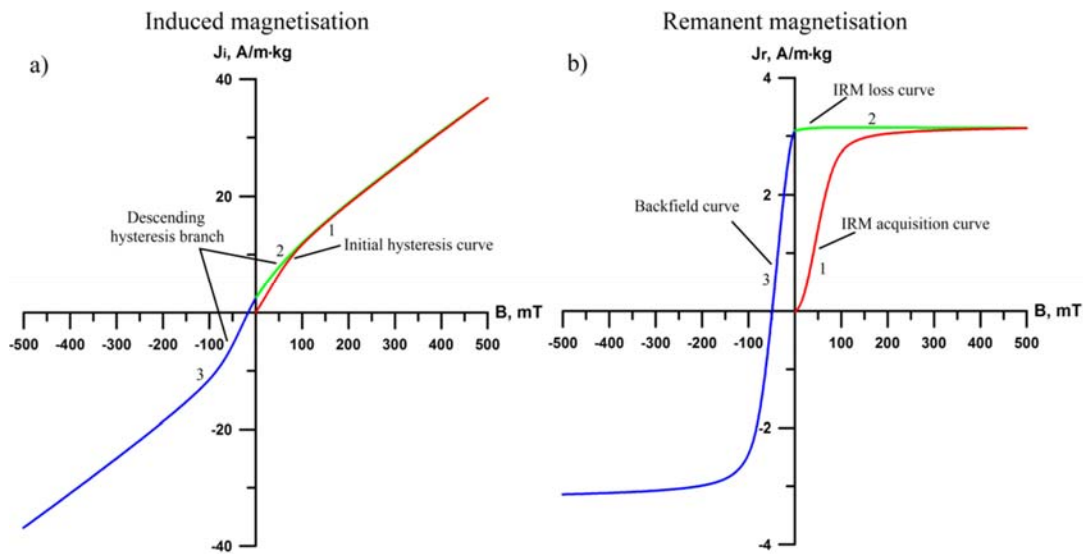 Induced magnetisation
Remanent magnetisation
a)
Ji, A/m·kg
40
20
-20
-40
Descending
hysteresis branch
2
1
Initial hysteresis curve
3
B, mT
-500 -400 -300 -200 -100 100 200 300 400 500
b)
Jr, A/m·kg
4
2
-2
-4
IRM loss curve
2
Backfield curve
IRM acquisition curve
3
1
B, mT
-500 -400 -300 -200 -100 100 200 300 400 500